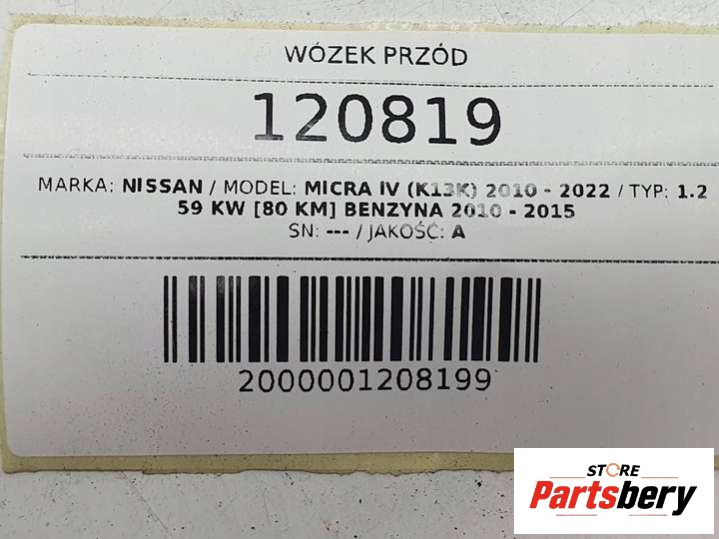 WÓZEK PRZÓD
120819
MARKA: NISSAN / MODEL: MICRA IV (K13K) 2010 - 2022 / TYP: 1.2
59 KW [80 KM] BENZYNA 2010 - 2015
SN: --- / JAKOŚĆ: A
2000001208199
STORE
Partsbery